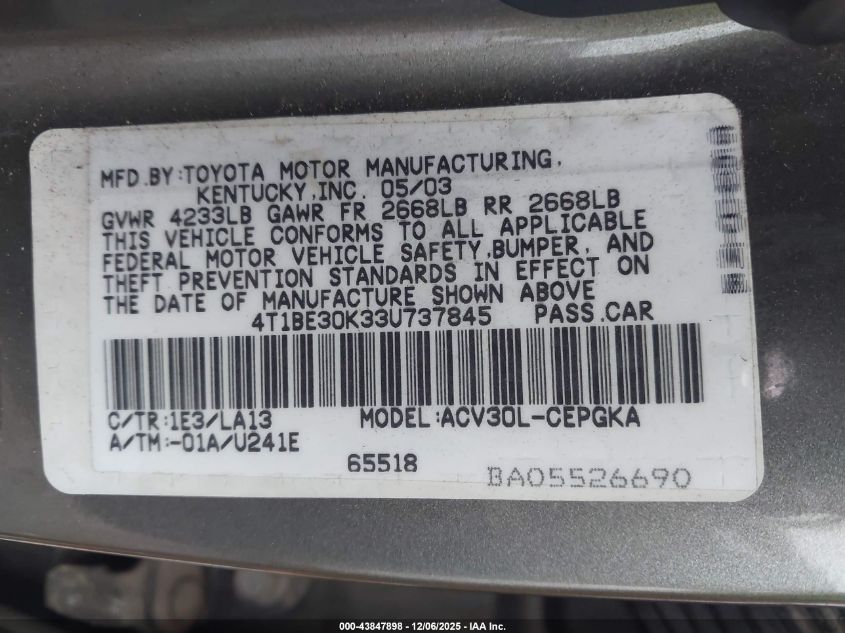 MFD.BY:TOYOTA MOTOR MANUFACTURING,
KENTUCKY,INC. 05/03
GVWR 4233LB GAWR FR 2668LB RR 2668LB
THIS VEHICLE CONFORMS TO ALL APPLICABLE
FEDERAL MOTOR VEHICLE SAFETY,BUMPER, AND
THEFT PREVENTION STANDARDS IN EFFECT ON
THE DATE OF MANUFACTURE SHOWN ABOVE
4T1BE30K33U737845 PASS.CAR
C/TR:1E3/LA13 MODEL:ACV30L-CEPGKA
A/TM:-01A/U241E
65518 BA05526690
000-43847898 - 12/06/2025 - IAA Inc.